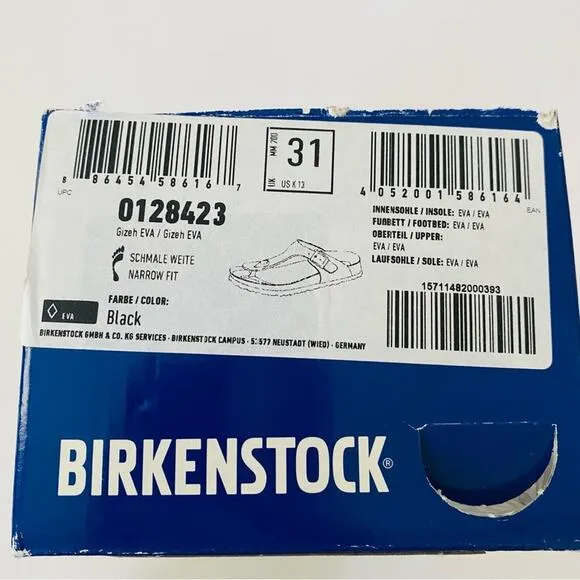 8 86454 58616 7
UPC
MM 200
31
UK
US K 13
4 052001 586164
EAN
0128423
Gizeh EVA / Gizeh EVA
SCHMALE WEITE
NARROW FIT
INNENSOHLE / INSOLE: EVA / EVA
FUßBETT / FOOTBED: EVA / EVA
OBERTEIL / UPPER:
EVA / EVA
LAUFSOHLE / SOLE: EVA / EVA
15711482000393
EVA
FARBE / COLOR:
Black
BIRKENSTOCK GMBH & CO. KG SERVICES · BIRKENSTOCK CAMPUS · NEUSTADT (WIED) · GERMANY
BIRKENSTOCK®